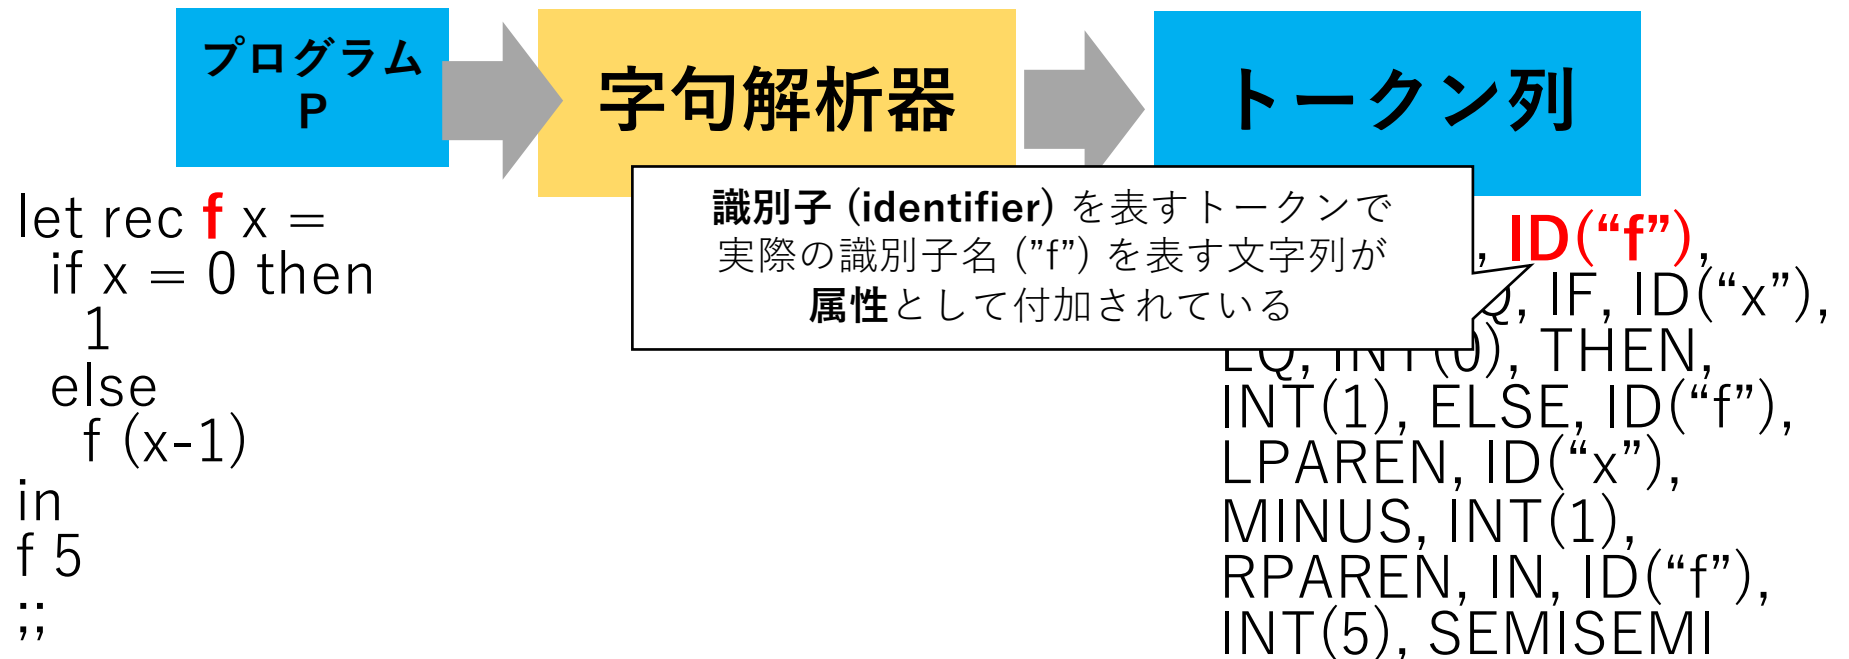 プログラム
P
字句解析器
トークン列
let rec f x =
if x = 0 then
1
else
f (x-1)
in
f 5
;;
識別子 (identifier) を表すトークンで
実際の識別子名 (”f”) を表す文字列が
属性として付加されている
, ID(“f”),
, IF, ID(“x”),
EQ, INT(0), THEN,
INT(1), ELSE, ID(“f”),
LPAREN, ID(“x”),
MINUS, INT(1),
RPAREN, IN, ID(“f”),
INT(5), SEMISEMI